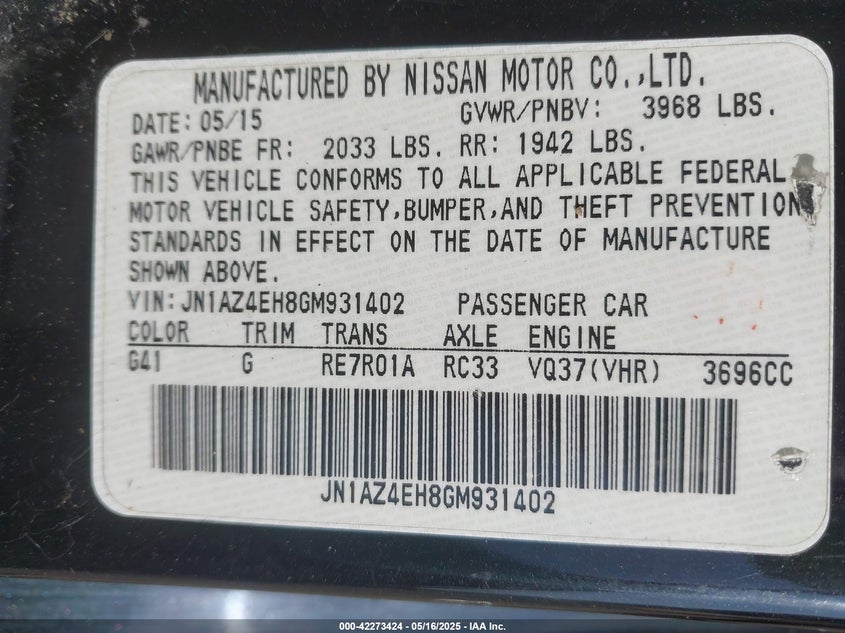 MANUFACTURED BY NISSAN MOTOR CO.,LTD.
DATE: 05/15 GVWR/PNBV: 3968 LBS.
GAWR/PNBE FR: 2033 LBS. RR: 1942 LBS.
THIS VEHICLE CONFORMS TO ALL APPLICABLE FEDERAL
MOTOR VEHICLE SAFETY,BUMPER,AND THEFT PREVENTION
STANDARDS IN EFFECT ON THE DATE OF MANUFACTURE
SHOWN ABOVE.
VIN:JN1AZ4EH8GM931402 PASSENGER CAR
COLOR TRIM TRANS AXLE ENGINE
G41 G RE7R01A RC33 VQ37(VHR) 3696CC
JN1AZ4EH8GM931402
000-42273424 - 05/16/2025 - IAA Inc.